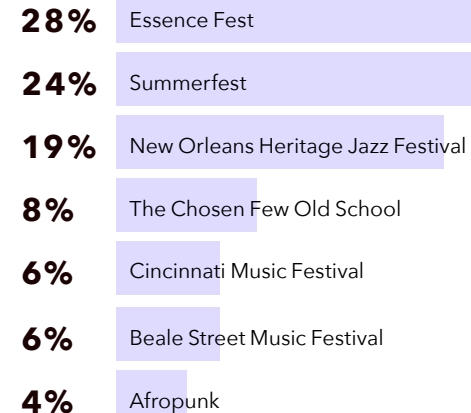 28% Essence Fest
24% Summerfest
19% New Orleans Heritage Jazz Festival
8% The Chosen Few Old School
6% Cincinnati Music Festival
6% Beale Street Music Festival
4% Afropunk